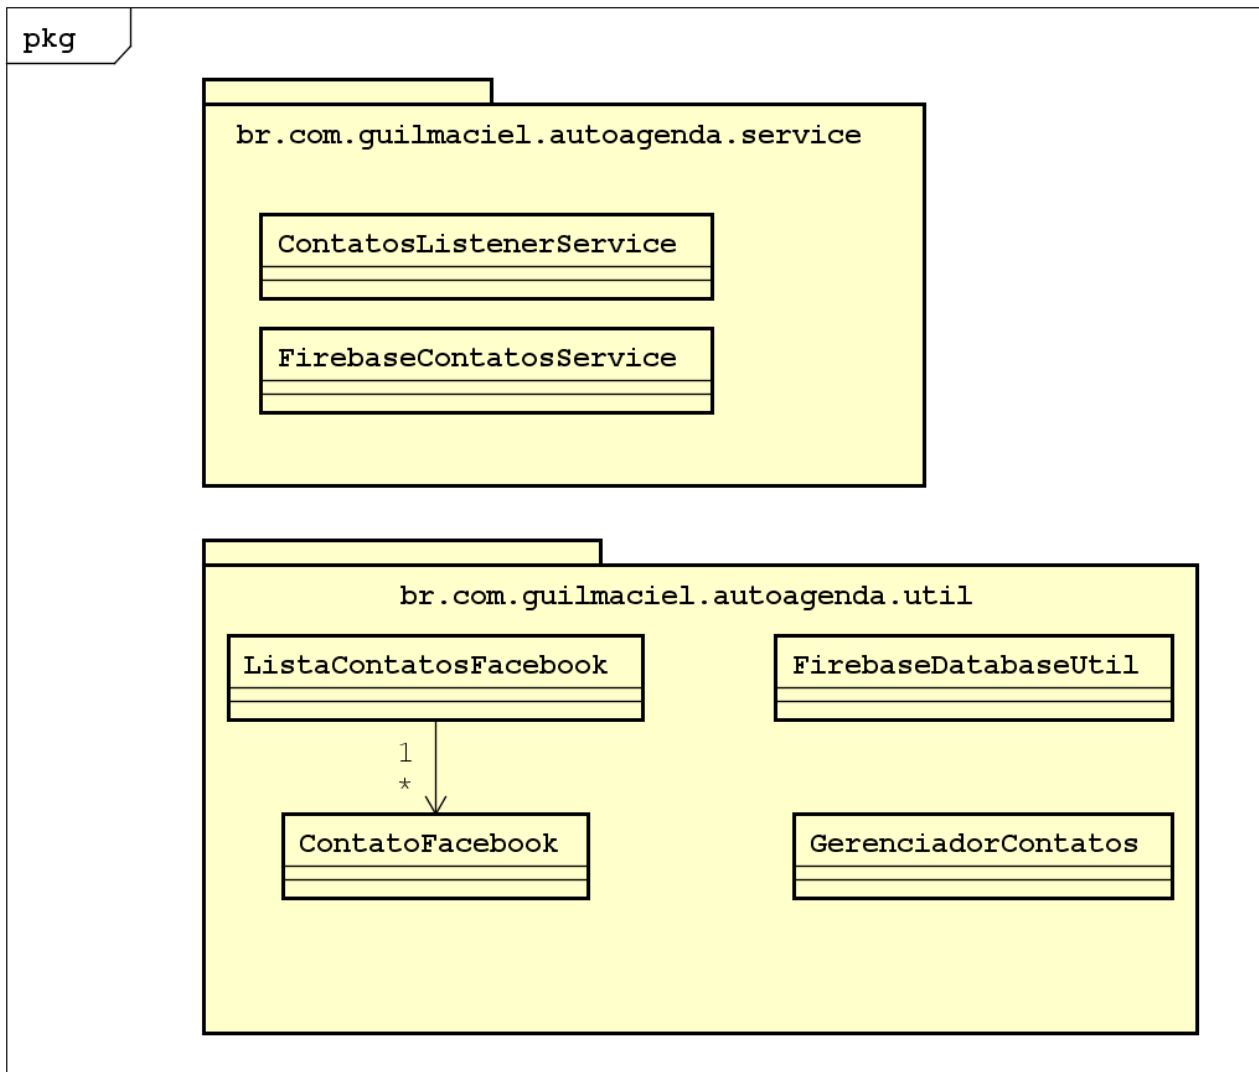 pkg
br.com.guilmaciel.autoagenda.service
ContatosListenerService
FirebaseContatosService
br.com.guilmaciel.autoagenda.util
ListaContatosFacebook
FirebaseDatabaseUtil
1
*
ContatoFacebook
GerenciadorContatos